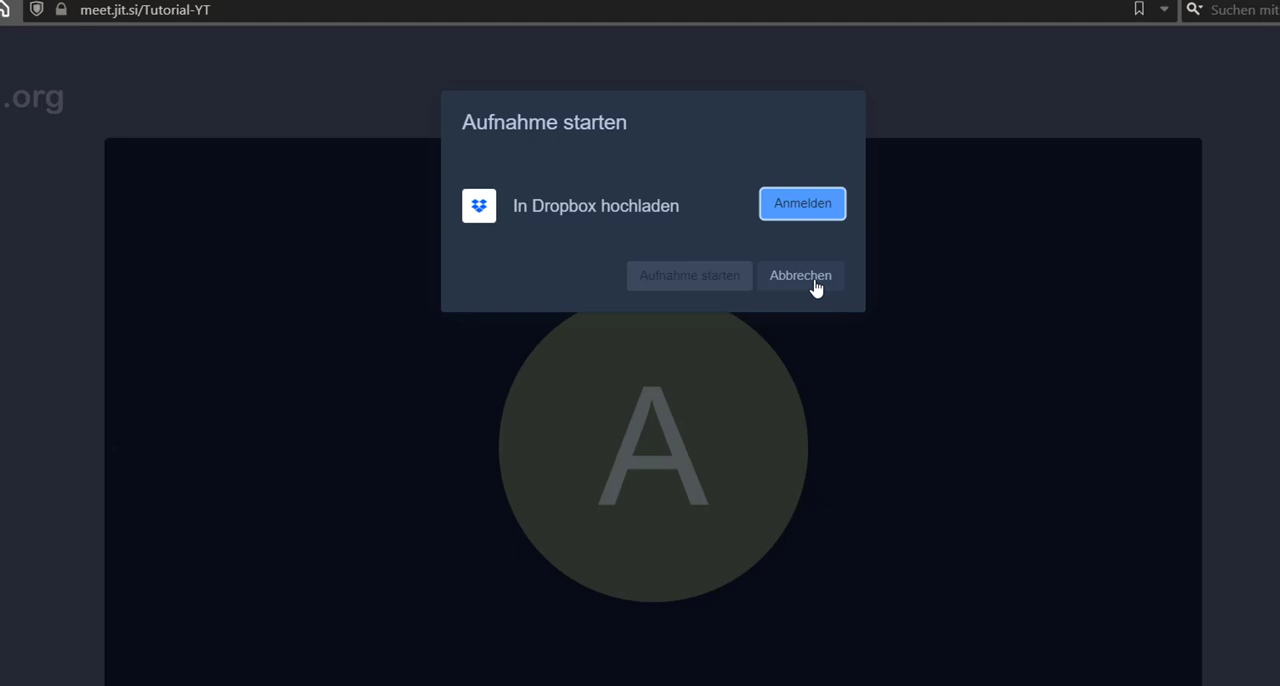 meet.jit.si/Tutorial-YT
Suchen mit
.org
Aufnahme starten
In Dropbox hochladen
Anmelden
Aufnahme starten
Abbrechen
A